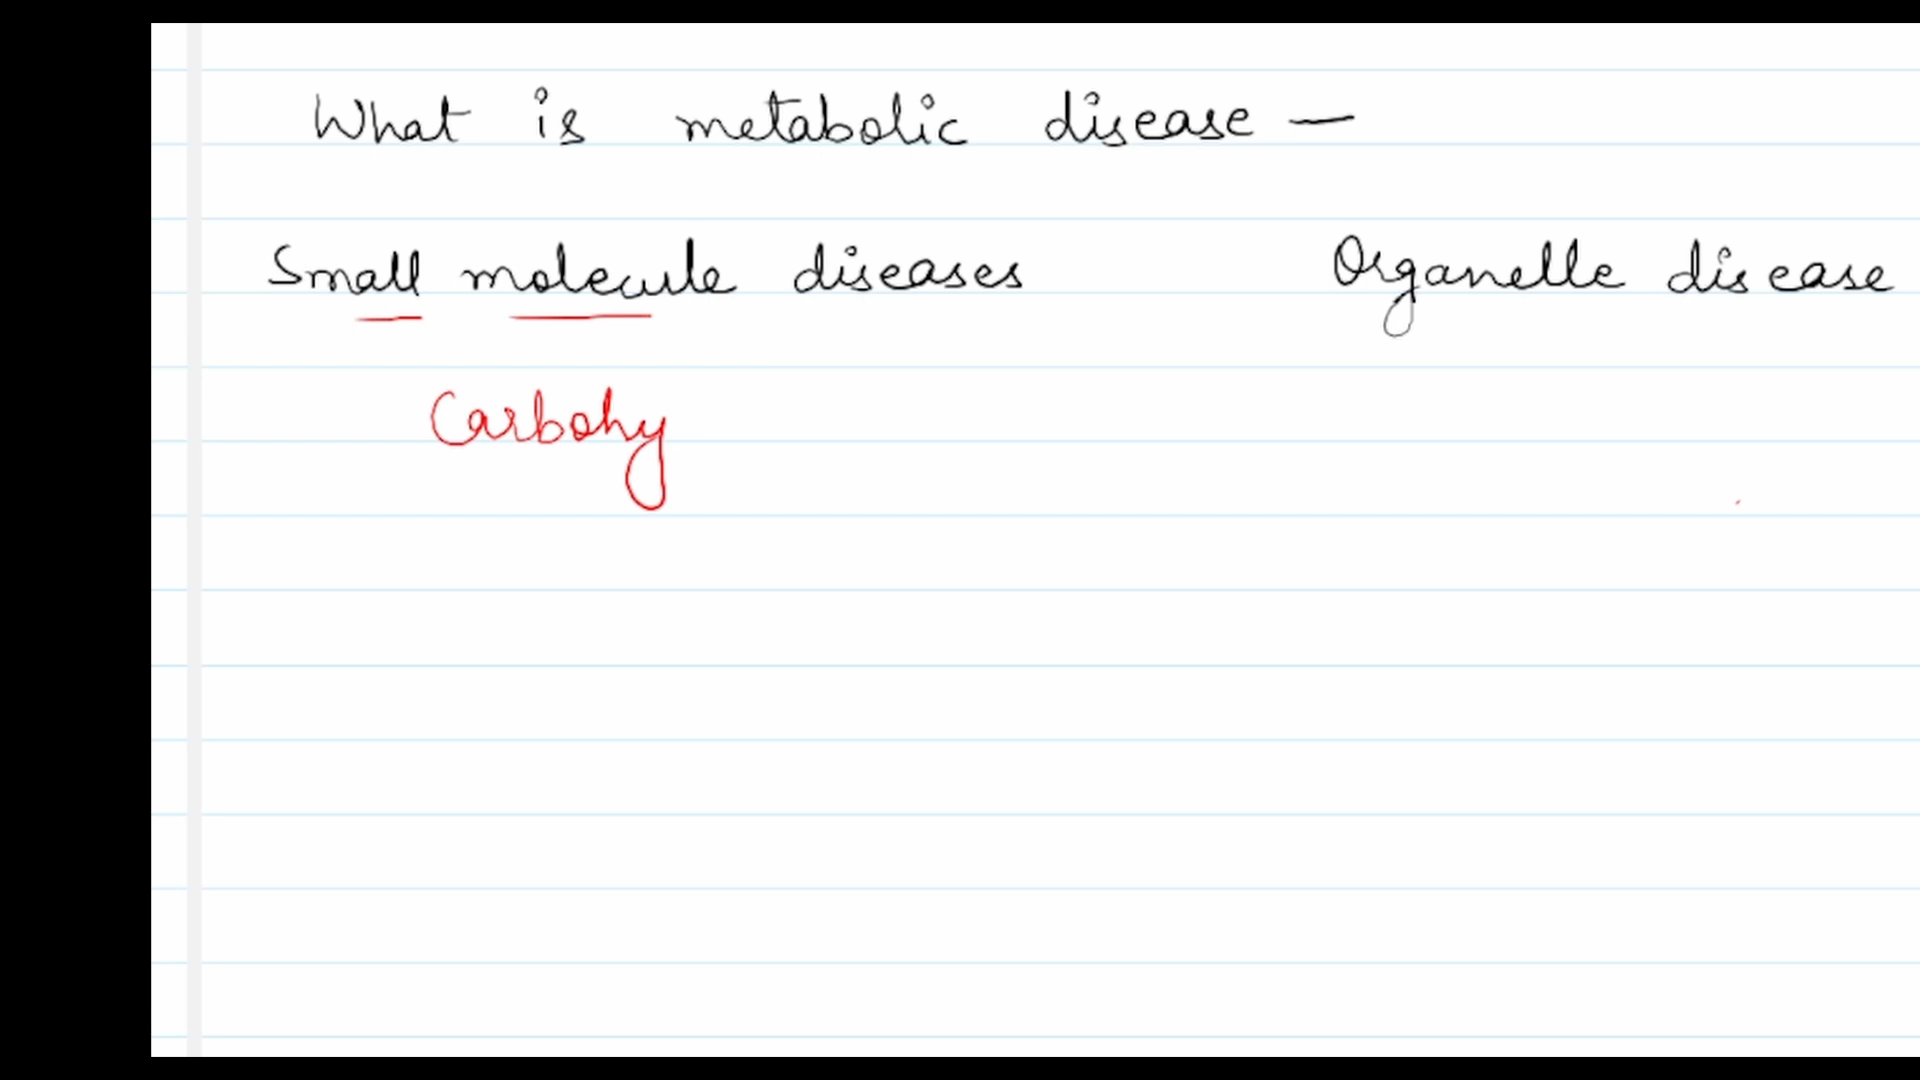 What is metabolic disease —
Small molecule diseases Organelle disease
Carbohy